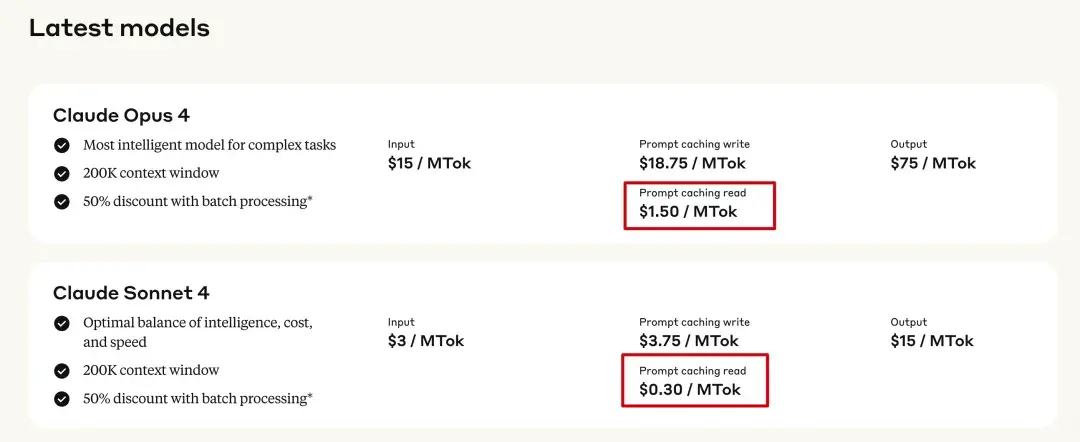 Latest models
Claude Opus 4
Most intelligent model for complex tasks
200K context window
50% discount with batch processing*
Input
$15 / MTok
Prompt caching write
$18.75 / MTok
Prompt caching read
$1.50 / MTok
Output
$75 / MTok
Claude Sonnet 4
Optimal balance of intelligence, cost,
and speed
200K context window
50% discount with batch processing*
Input
$3 / MTok
Prompt caching write
$3.75 / MTok
Prompt caching read
$0.30 / MTok
Output
$15 / MTok